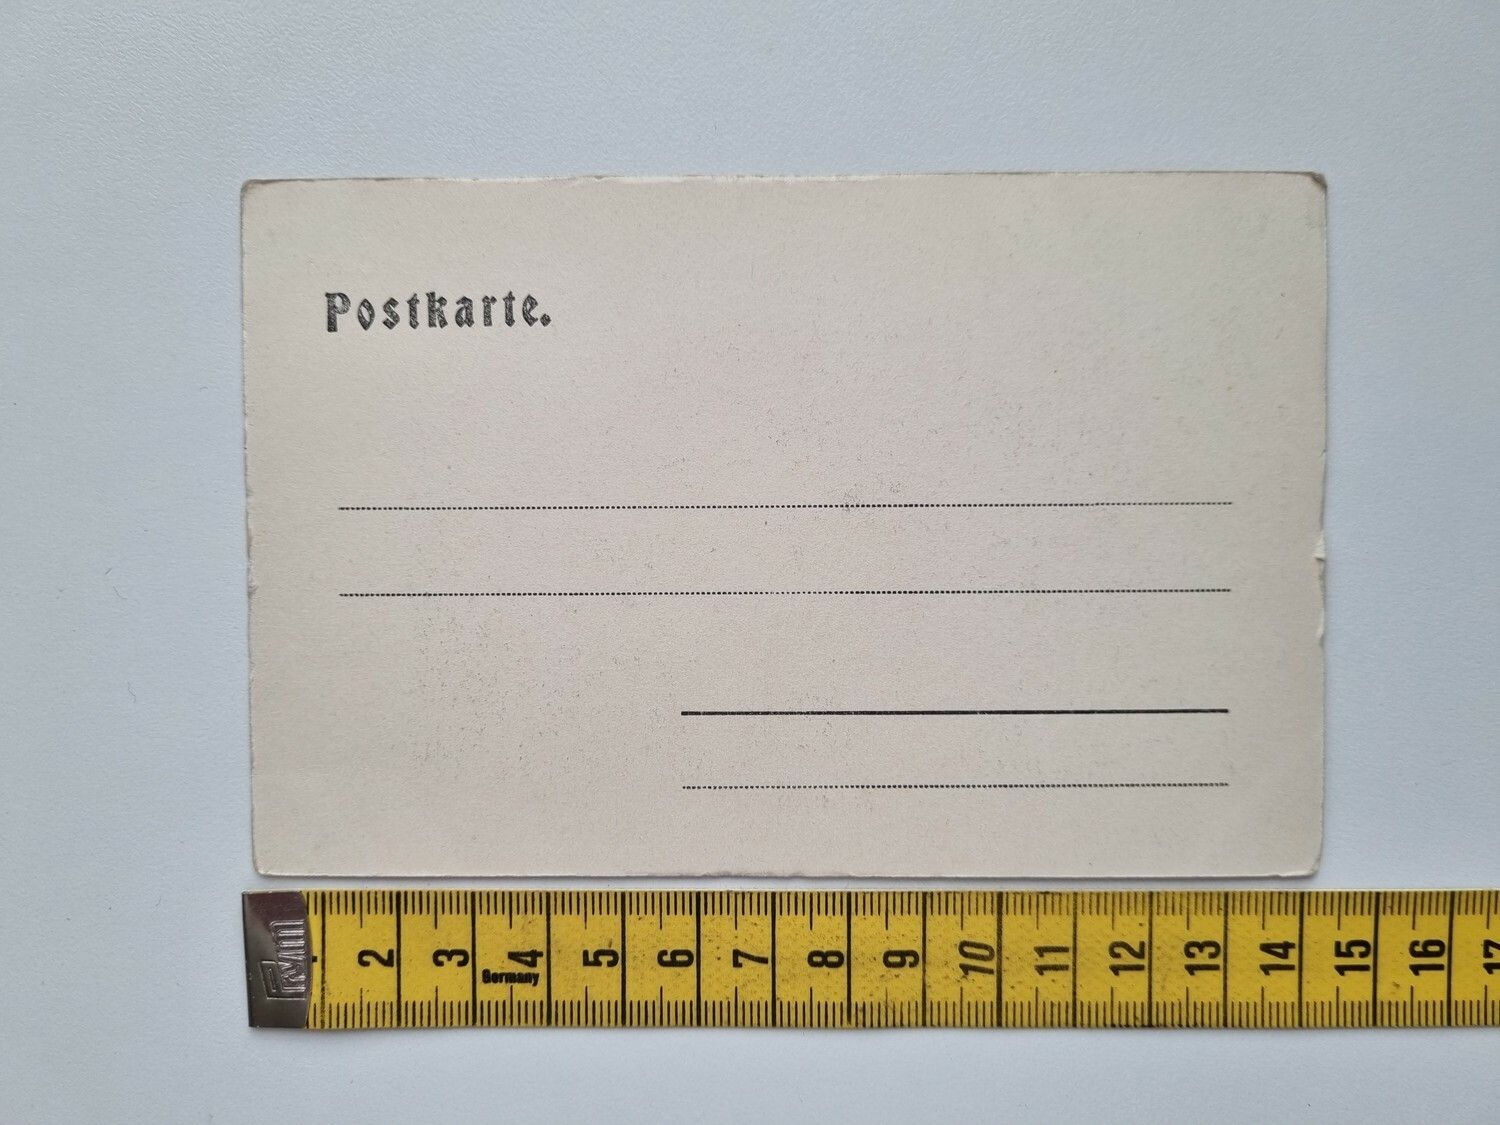 Postkarte.
Prym
2 3 4 5 6 7 8 9 10 11 12 13 14 15 16 17
Germany